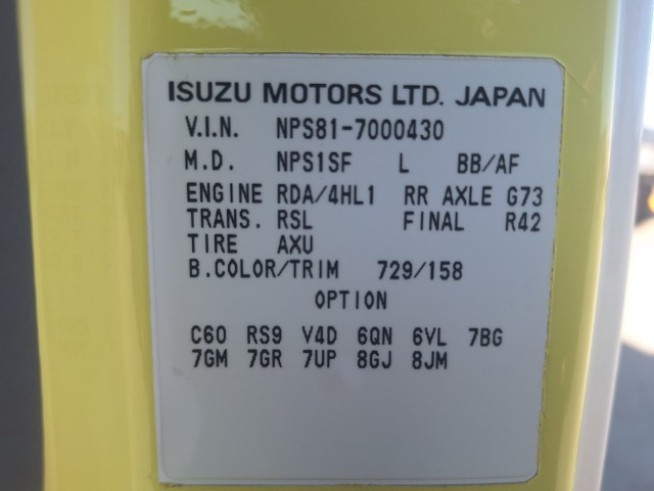 ISUZU MOTORS LTD. JAPAN
V.I.N. NPS81-7000430
M.D. NPS1SF L BB/AF
ENGINE RDA/4HL1 RR AXLE G73
TRANS. RSL FINAL R42
TIRE AXU
B.COLOR/TRIM 729/158
OPTION
C60 RS9 V4D 6QN 6VL 7BG
7GM 7GR 7UP 8GJ 8JM